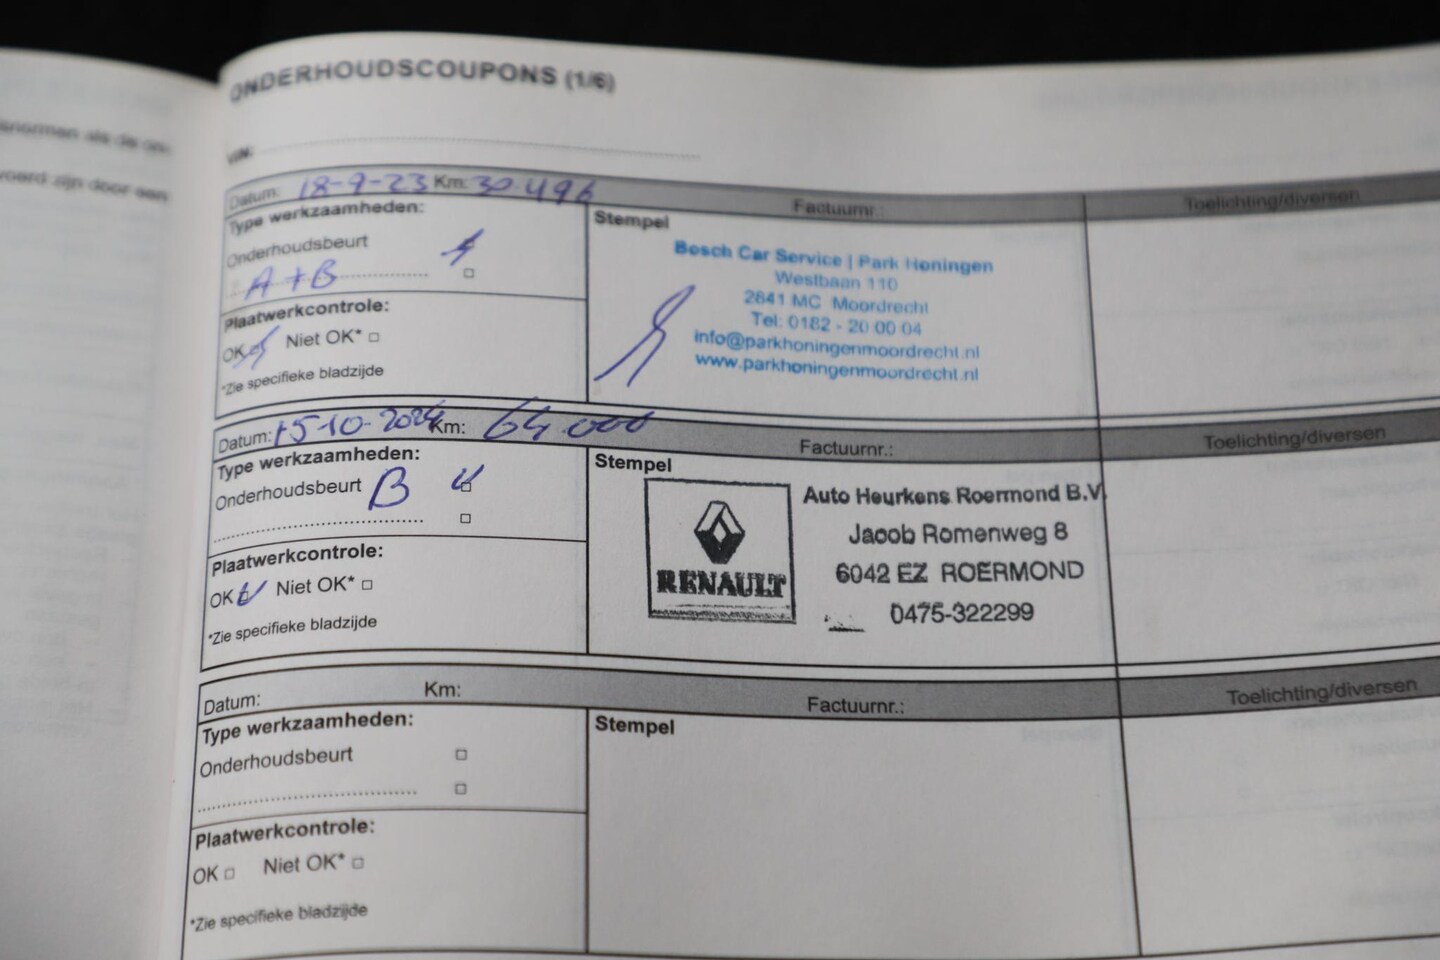 ONDERHOUDSCOUPONS (1/6)
VIN:
Datum: 18-9-23 Km: 30.496 Factuurnr.: Toelichting/diversen
Type werkzaamheden:
Onderhoudsbeurt
A+B
Plaatwerkcontrole:
OK Niet OK*
*Zie specifieke bladzijde
Stempel
Bosch Car Service | Park Honingen
Westbaan 110
2841 MC Moordrecht
Tel: 0182 - 20 00 04
info@parkhoningenmoordrecht.nl
www.parkhoningenmoordrecht.nl
Datum: 15-10-2024 Km: 64.000 Factuurnr.: Toelichting/diversen
Type werkzaamheden:
Onderhoudsbeurt B
Plaatwerkcontrole:
OK Niet OK*
*Zie specifieke bladzijde
Stempel
RENAULT
Auto Heurkens Roermond B.V.
Jacob Romenweg 8
6042 EZ ROERMOND
0475-322299
Datum: Km: Factuurnr.: Toelichting/diversen
Type werkzaamheden:
Onderhoudsbeurt
Plaatwerkcontrole:
OK Niet OK*
*Zie specifieke bladzijde
Stempel